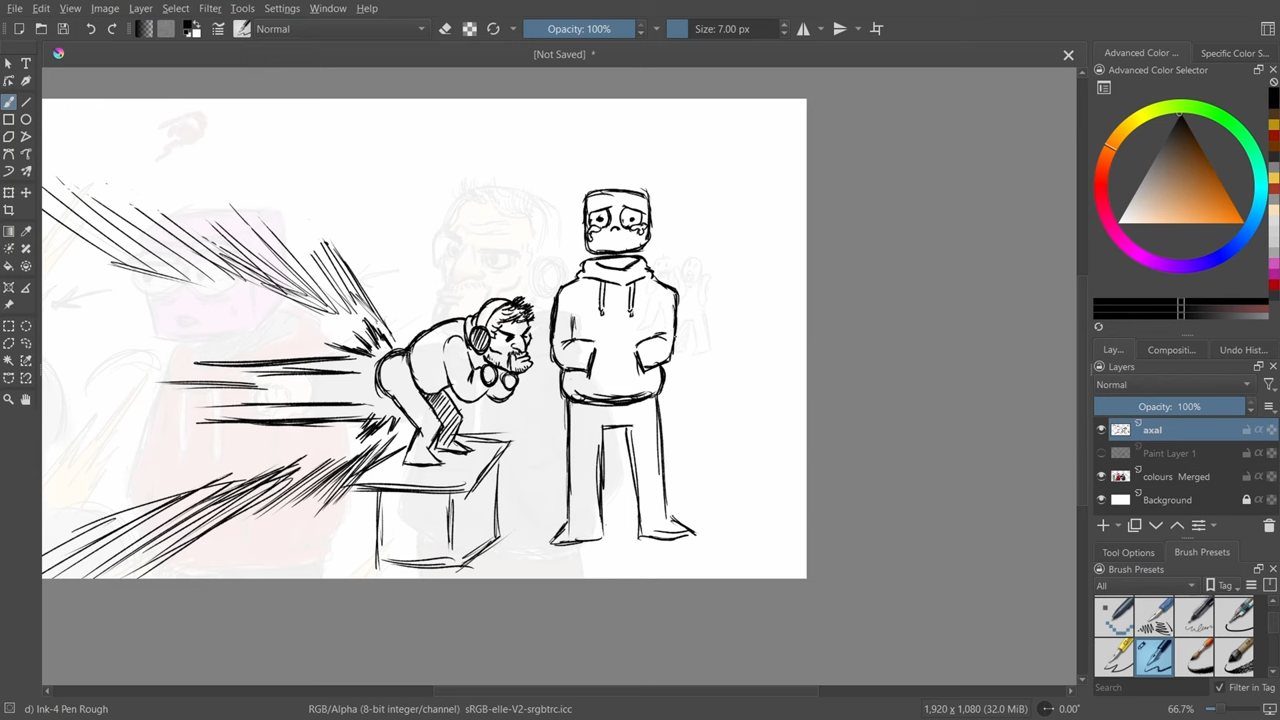 File Edit View Image Layer Select Filter Tools Settings Window Help
Normal Opacity: 100% Size: 7.00 px
[Not Saved] *
Advanced Color ... Specific Color S...
Advanced Color Selector
Lay... Compositi... Undo Hist...
Layers
Normal
Opacity: 100%
axal
Paint Layer 1
colours Merged
Background
Tool Options Brush Presets
Brush Presets
All Tag
Search Filter in Tag
d) Ink-4 Pen Rough RGB/Alpha (8-bit integer/channel) sRGB-elle-V2-srgbtrc.icc 1,920 x 1,080 (32.0 MiB) 0.00° 66.7%